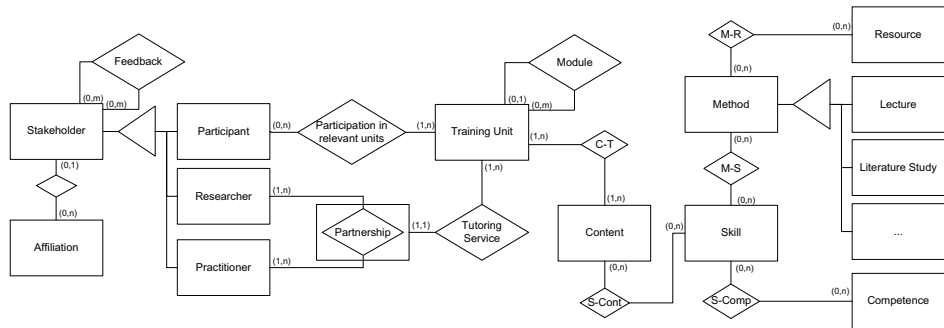 Feedback
(0,m)
(0,m)
Stakeholder
(0,1)
(0,n)
Affiliation
Participant
(0,n)
Participation in
relevant units
(1,n)
Researcher
(1,n)
Partnership
(1,1)
Practitioner
(1,n)
Module
(0,1)
(0,m)
Training Unit
(1,n)
(1,n)
Tutoring
Service
C-T
(1,n)
Content
(0,n)
S-Cont
(0,n)
M-R
(0,n)
(0,n)
Method
(0,n)
M-S
(0,n)
Skill
(0,n)
S-Comp
(0,n)
Resource
Lecture
Literature Study
...
Competence